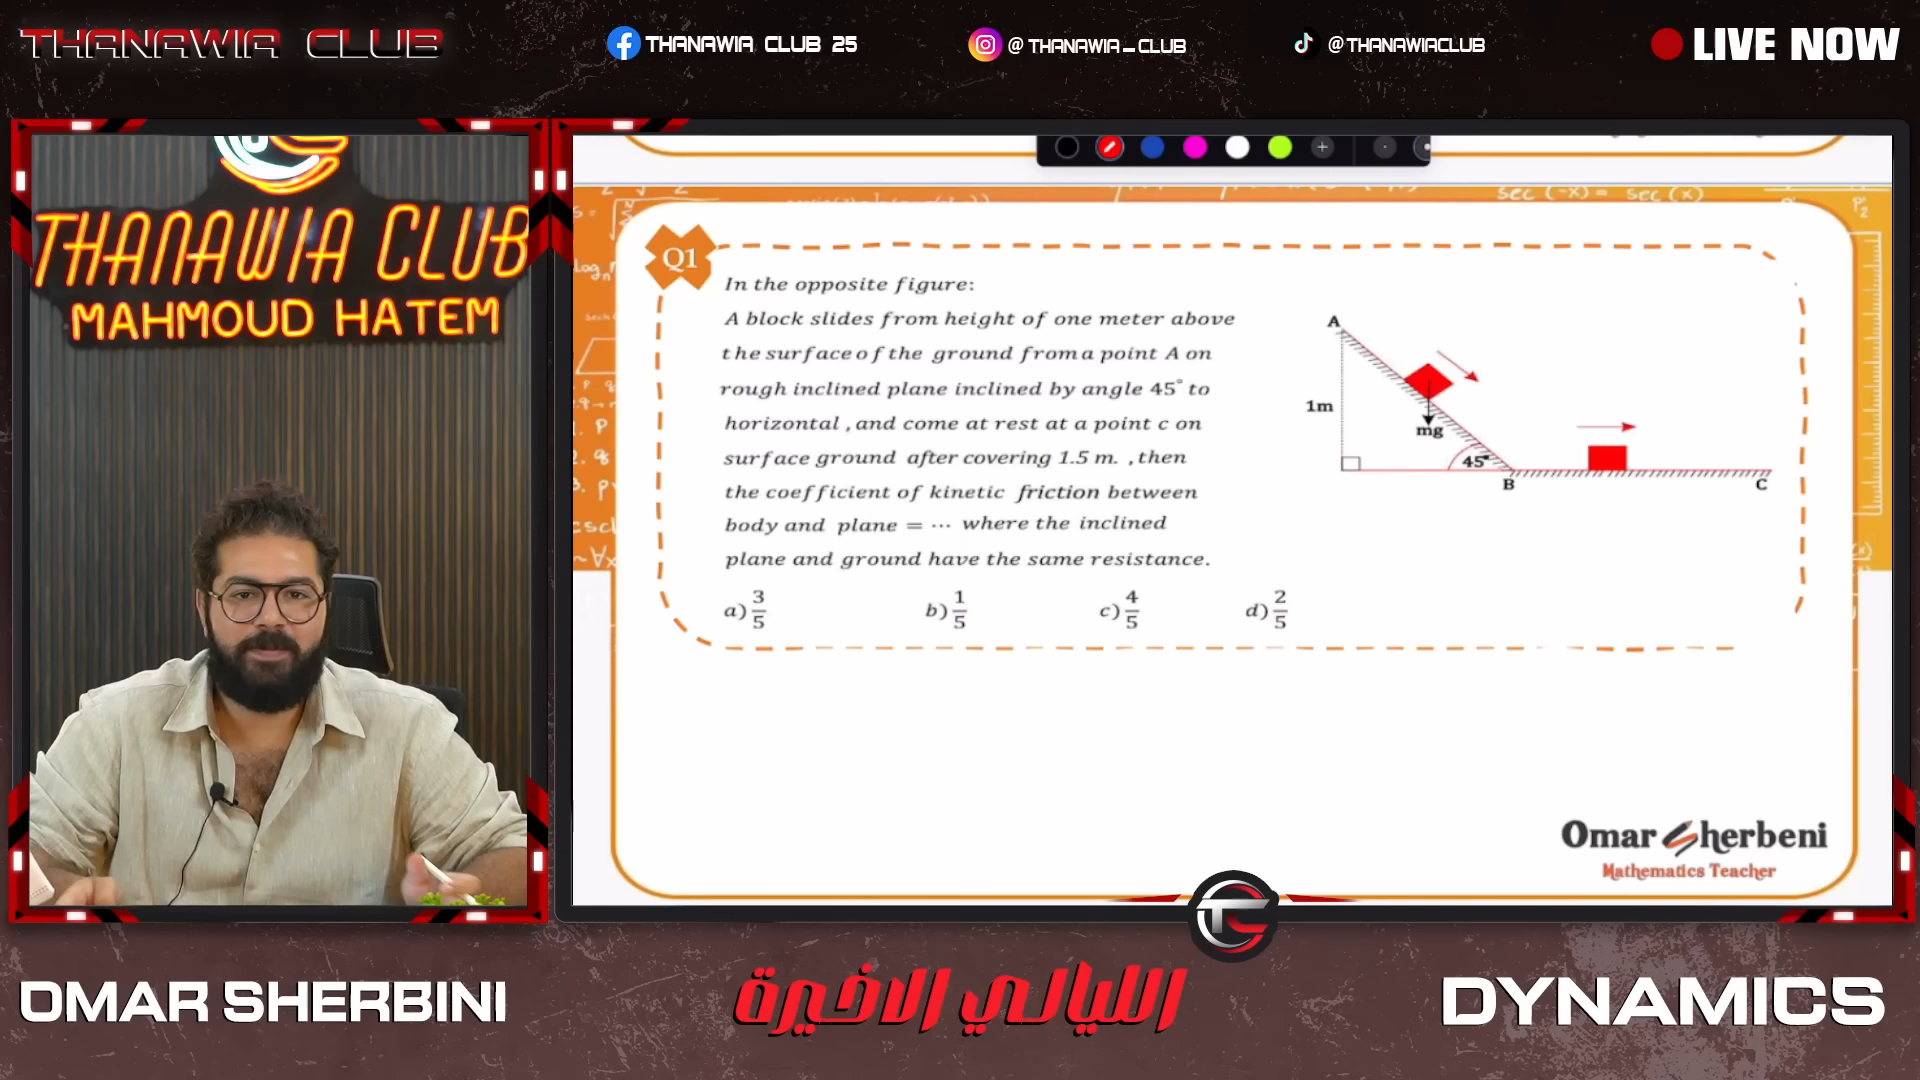 THANAWIA CLUB
THANAWIA CLUB 25
@THANAWIA_CLUB
@THANAWIACLUB
LIVE NOW
THANAWIA CLUB
MAHMOUD HATEM
sec (-x) = sec (x)
Q1
In the opposite figure:
A block slides from height of one meter above
the surface of the ground from a point A on
rough inclined plane inclined by angle 45° to
horizontal , and come at rest at a point c on
surface ground after covering 1.5 m. , then
the coefficient of kinetic friction between
body and plane = ... where the inclined
plane and ground have the same resistance.
a) 3/5 b) 1/5 c) 4/5 d) 2/5
A
1m
mg
45°
B
C
Omar Sherbeni
Mathematics Teacher
TC
OMAR SHERBINI
الليالي الاخيرة
DYNAMICS